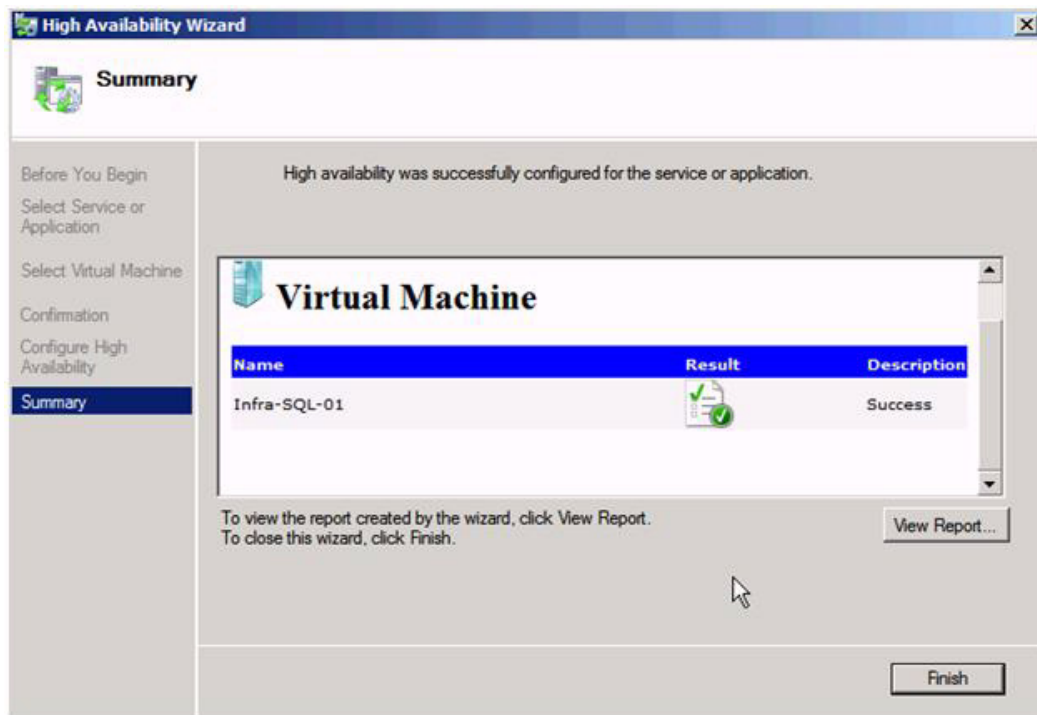 High Availability Wizard
Summary
Before You Begin
Select Service or
Application
Select Virtual Machine
Confirmation
Configure High
Availability
Summary
High availability was successfully configured for the service or application.
Virtual Machine
Name Result Description
Infra-SQL-01 Success
To view the report created by the wizard, click View Report.
To close this wizard, click Finish.
View Report...
Finish